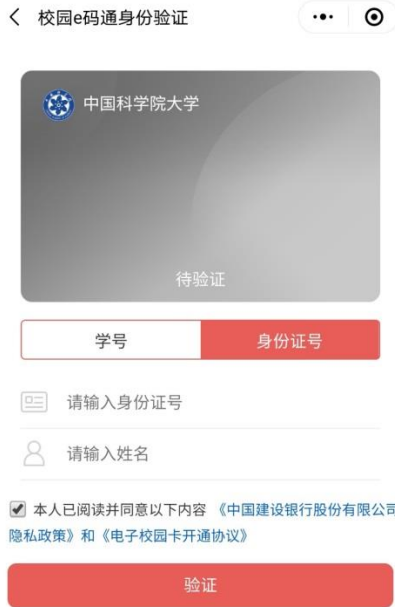 校园e码通身份验证
中国科学院大学
待验证
学号 身份证号
请输入身份证号
请输入姓名
本人已阅读并同意以下内容 《中国建设银行股份有限公司
隐私政策》和《电子校园卡开通协议》
验证